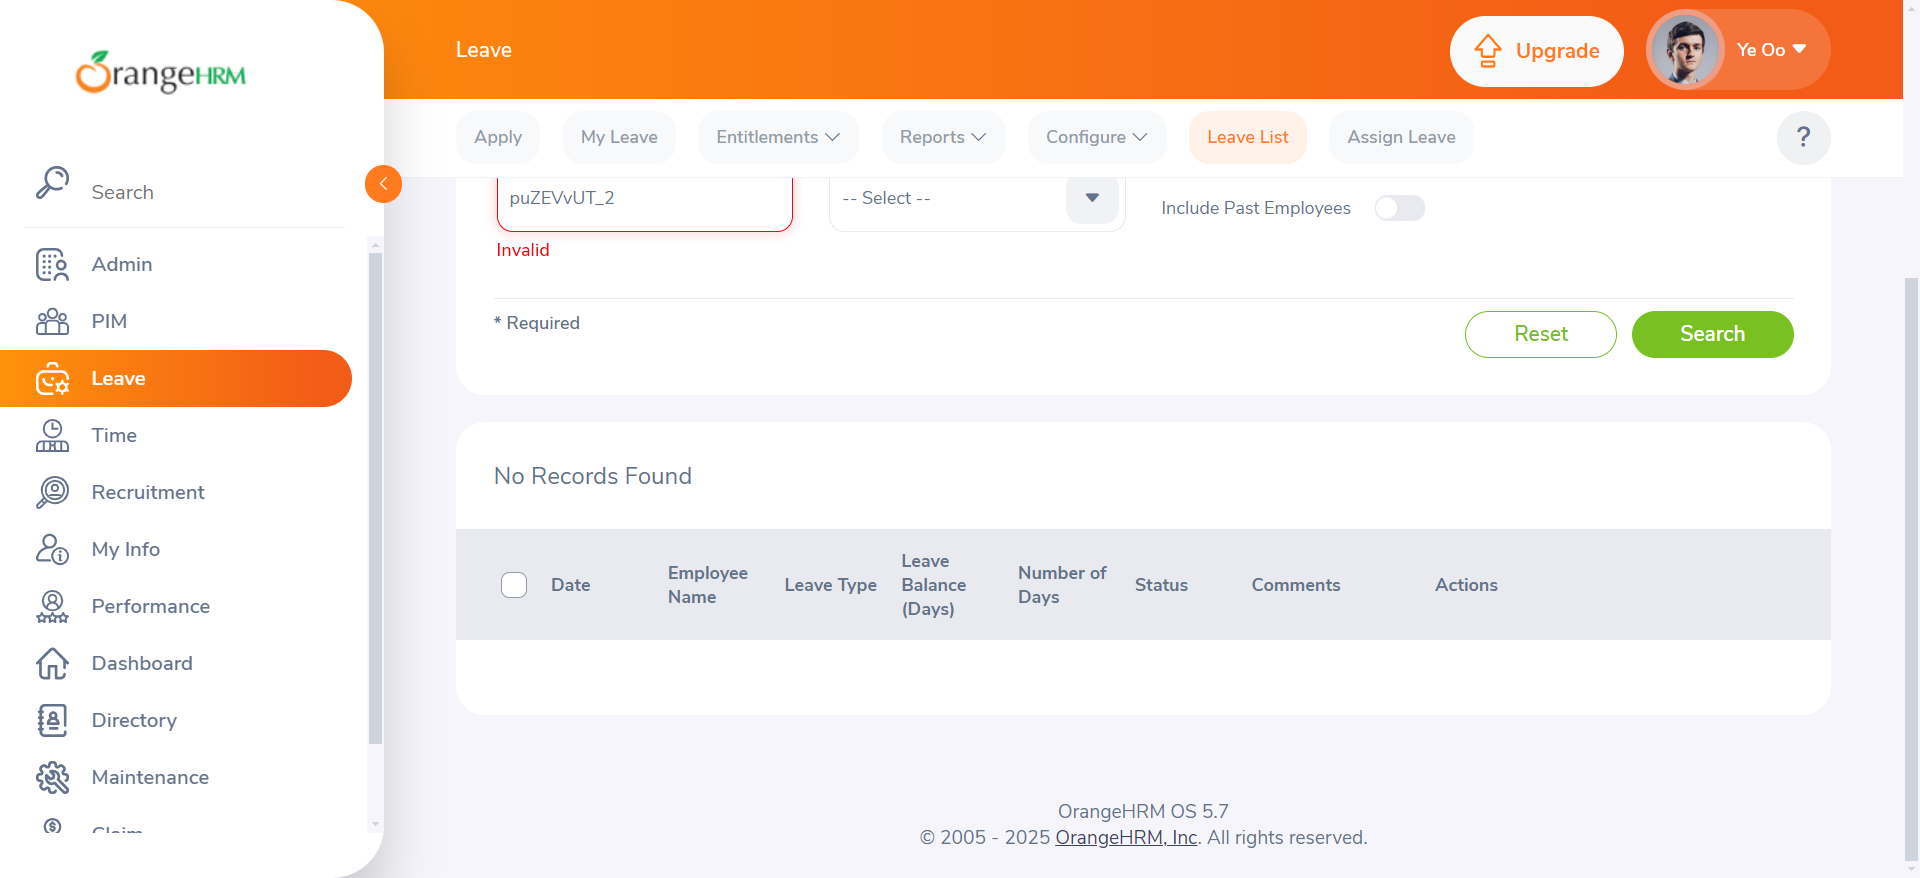 OrangeHRM
Search
Admin
PIM
Leave
Time
Recruitment
My Info
Performance
Dashboard
Directory
Maintenance
Claim
Leave
Upgrade
Ye Oo
Apply
My Leave
Entitlements
Reports
Configure
Leave List
Assign Leave
?
puZEVvUT_2
-- Select --
Include Past Employees
Invalid
* Required
Reset
Search
No Records Found
Date
Employee
Name
Leave Type
Leave
Balance
(Days)
Number of
Days
Status
Comments
Actions
OrangeHRM OS 5.7
© 2005 - 2025 OrangeHRM, Inc. All rights reserved.